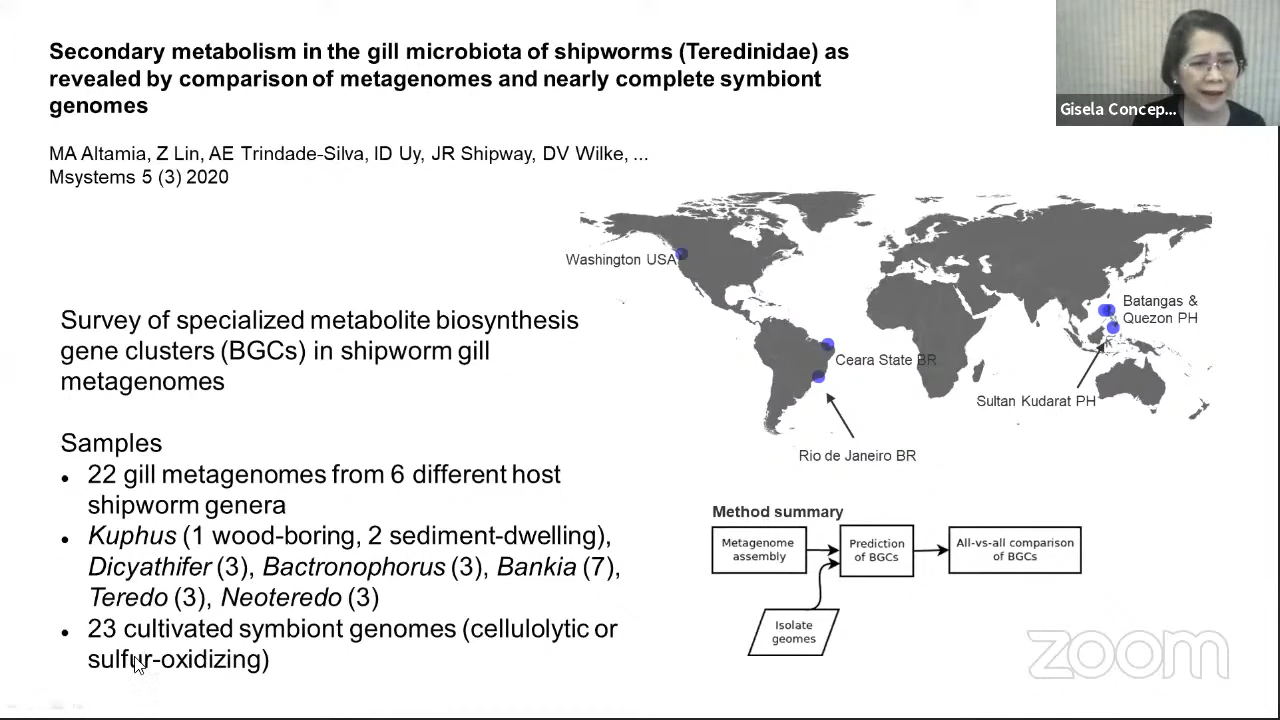 Secondary metabolism in the gill microbiota of shipworms (Teredinidae) as
revealed by comparison of metagenomes and nearly complete symbiont
genomes
MA Altamia, Z Lin, AE Trindade-Silva, ID Uy, JR Shipway, DV Wilke, ...
Msystems 5 (3) 2020
Gisela Concep...
Survey of specialized metabolite biosynthesis
gene clusters (BGCs) in shipworm gill
metagenomes
Samples
• 22 gill metagenomes from 6 different host
shipworm genera
• Kuphus (1 wood-boring, 2 sediment-dwelling),
Dicyathifer (3), Bactronophorus (3), Bankia (7),
Teredo (3), Neoteredo (3)
• 23 cultivated symbiont genomes (cellulolytic or
sulfur-oxidizing)
Washington USA
Batangas &
Quezon PH
Ceara State BR
Sultan Kudarat PH
Rio de Janeiro BR
Method summary
Metagenome
assembly
Prediction
of BGCs
All-vs-all comparison
of BGCs
Isolate
geomes
zoom